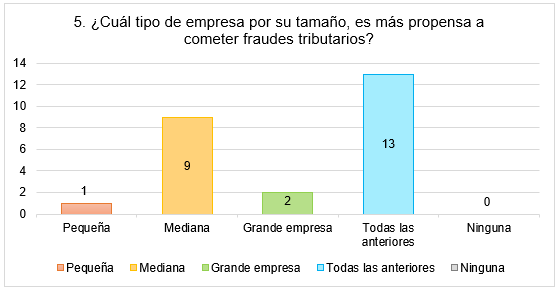 5. ¿Cuál tipo de empresa por su tamaño, es más propensa a
cometer fraudes tributarios?
14
12
10
8
6
4
2
0
1
9
2
13
0
Pequeña
Mediana
Grande empresa
Todas las
anteriores
Ninguna
Pequeña
Mediana
Grande empresa
Todas las anteriores
Ninguna